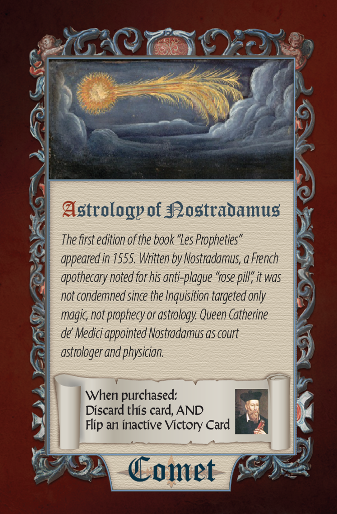 Astrology of Nostradamus
The first edition of the book "Les Propheties"
appeared in 1555. Written by Nostradamus, a French
apothecary noted for his anti-plague "rose pill", it was
not condemned since the Inquisition targeted only
magic, not prophecy or astrology. Queen Catherine
de' Medici appointed Nostradamus as court
astrologer and physician.
When purchased:
Discard this card, AND
Flip an inactive Victory Card
Comet